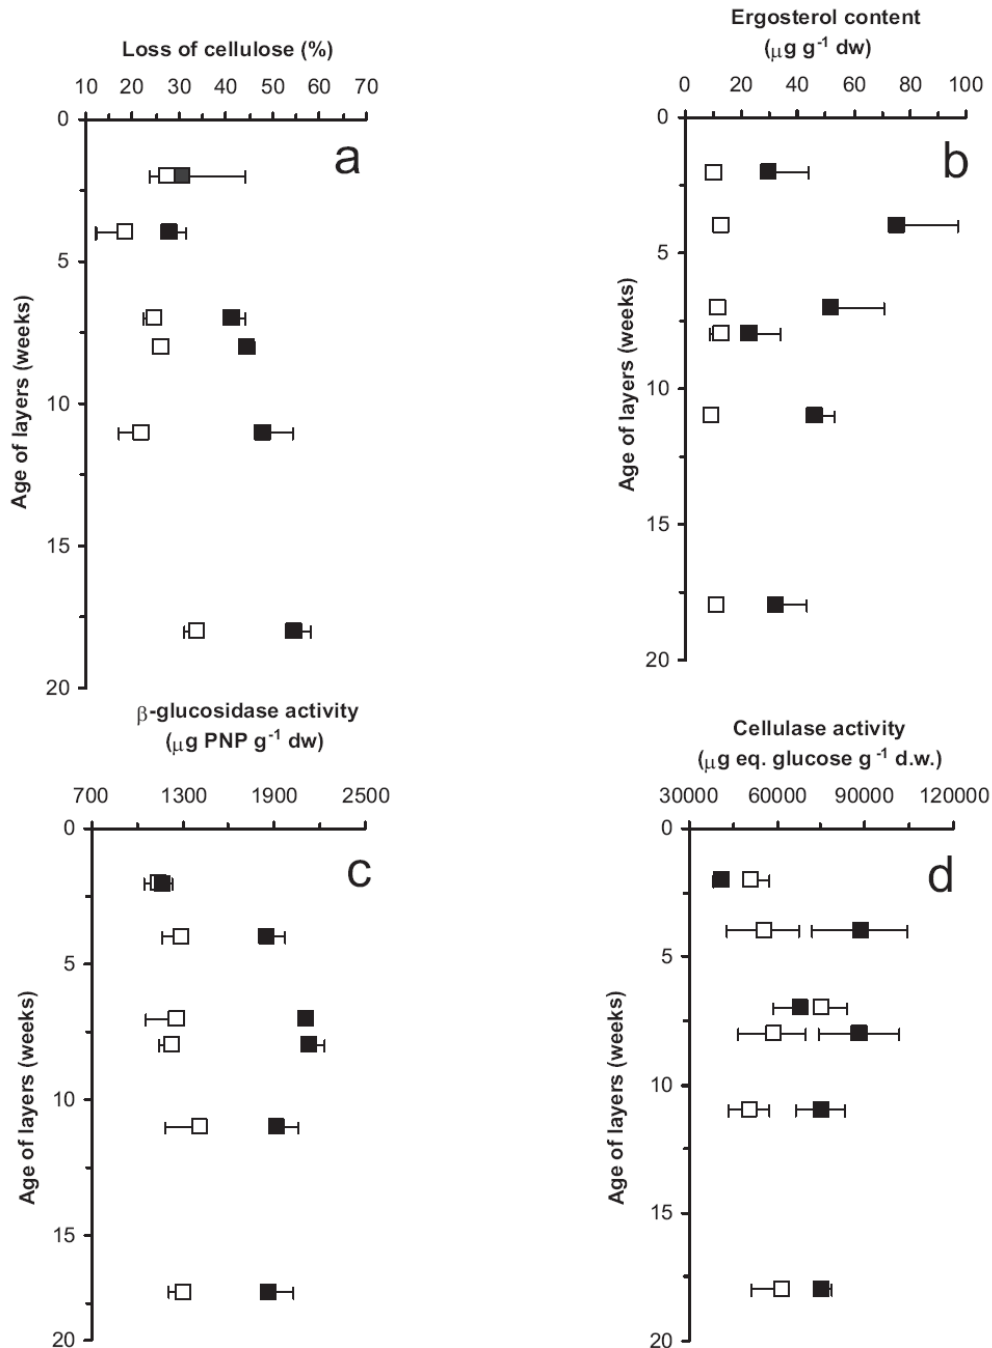 Loss of cellulose (%)
10 20 30 40 50 60 70
0
5
10
15
20
Age of layers (weeks)
a
Ergosterol content
(μg g-1 dw)
0 20 40 60 80 100
0
5
10
15
20
Age of layers (weeks)
b
β-glucosidase activity
(μg PNP g-1 dw)
700 1300 1900 2500
0
5
10
15
20
Age of layers (weeks)
c
Cellulase activity
(μg eq. glucose g-1 d.w.)
30000 60000 90000 120000
0
5
10
15
20
Age of layers (weeks)
d